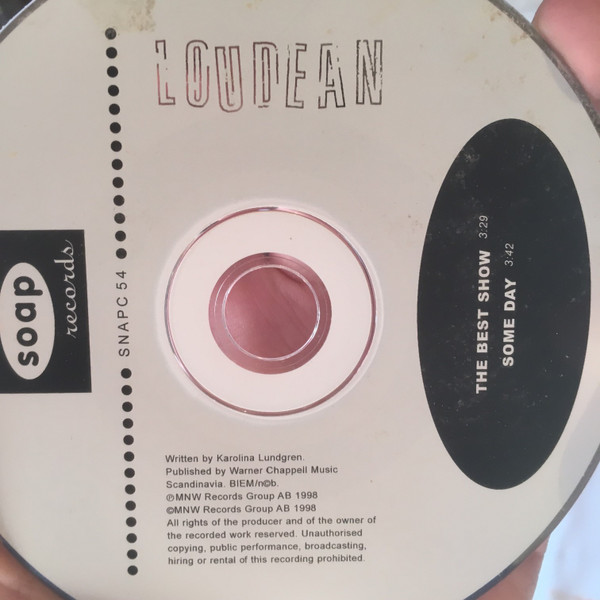 LOUDEAN
soap
records
SNAPC 54
THE BEST SHOW 3:29
SOME DAY 3:42
Written by Karolina Lundgren.
Published by Warner Chappell Music
Scandinavia. BIEM/n©b.
℗MNW Records Group AB 1998
©MNW Records Group AB 1998
All rights of the producer and of the owner of
the recorded work reserved. Unauthorised
copying, public performance, broadcasting,
hiring or rental of this recording prohibited.